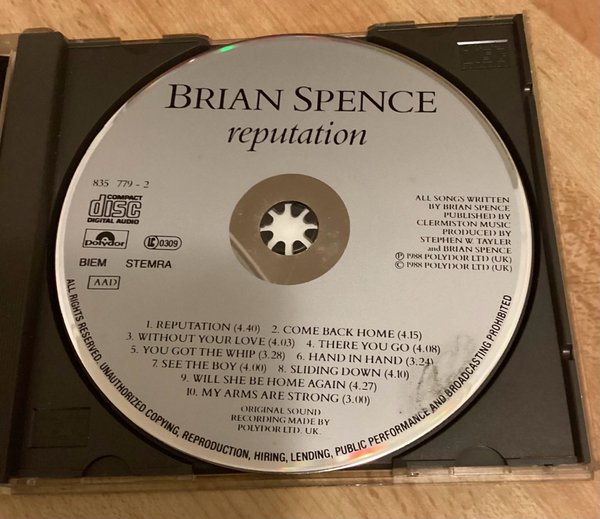 BRIAN SPENCE
reputation
835 779-2
COMPACT
disc
DIGITAL AUDIO
Polydor
LC 0309
BIEM STEMRA
AAD
ALL SONGS WRITTEN
BY BRIAN SPENCE
PUBLISHED BY
CLERMISTON MUSIC
PRODUCED BY
STEPHEN W. TAYLER
and BRIAN SPENCE
Ⓟ 1988 POLYDOR LTD (UK)
© 1988 POLYDOR LTD (UK)
1. REPUTATION (4.40) 2. COME BACK HOME (4.15)
3. WITHOUT YOUR LOVE (4.03) 4. THERE YOU GO (4.08)
5. YOU GOT THE WHIP (3.28) 6. HAND IN HAND (3.24)
7. SEE THE BOY (4.00) 8. SLIDING DOWN (4.10)
9. WILL SHE BE HOME AGAIN (4.27)
10. MY ARMS ARE STRONG (3.00)
ORIGINAL SOUND
RECORDING MADE BY
POLYDOR LTD. UK.
ALL RIGHTS RESERVED. UNAUTHORIZED COPYING, REPRODUCTION, HIRING, LENDING, PUBLIC PERFORMANCE AND BROADCASTING PROHIBITED